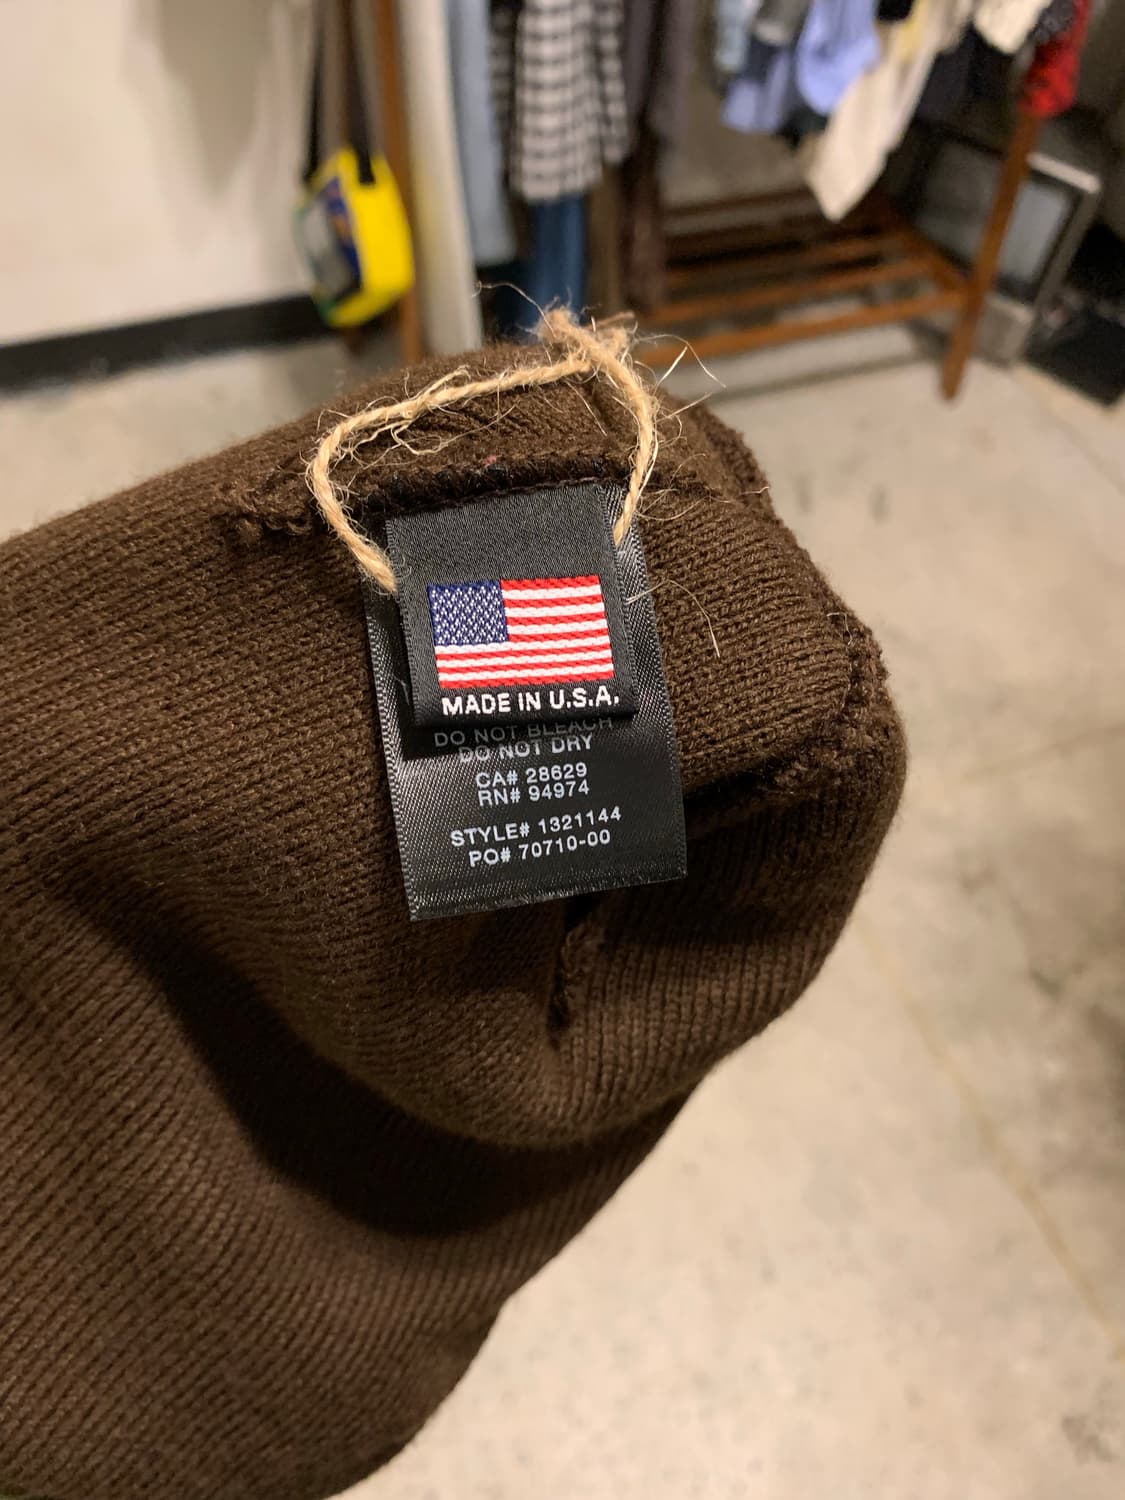 MADE IN U.S.A.
DO NOT BLEACH
DO NOT DRY
CA# 28629
RN# 94974
STYLE# 1321144
PO# 70710-00